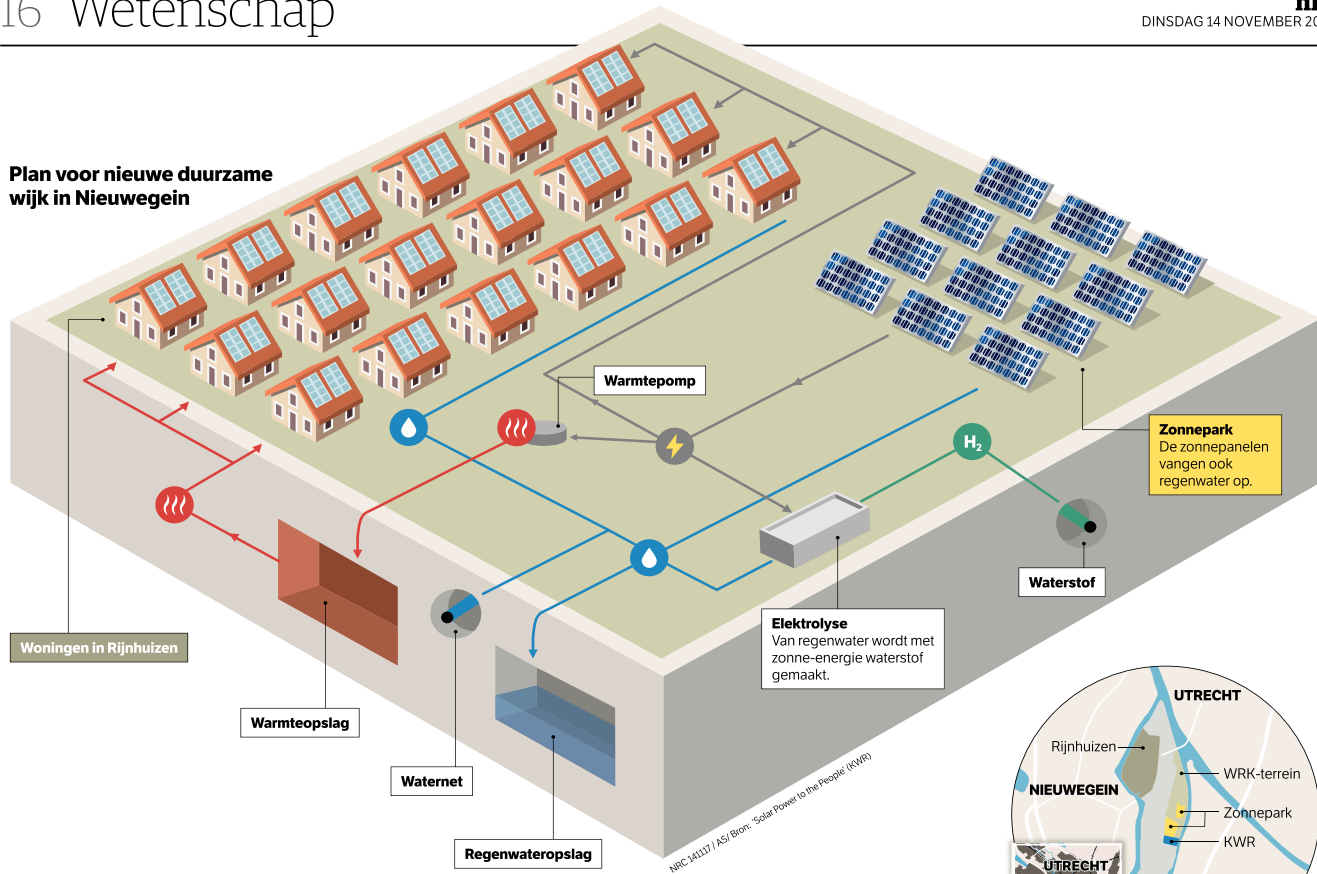 16 Wetenschap
DINSDAG 14 NOVEMBER
Plan voor nieuwe duurzame
wijk in Nieuwegein
Warmtepomp
Zonnepark
De zonnepanelen
vangen ook
regenwater op.
H₂
Waterstof
Elektrolyse
Van regenwater wordt met
zonne-energie waterstof
gemaakt.
Woningen in Rijnhuizen
Warmteopslag
Waternet
Regenwateropslag
NRC 141117 / AS/ Bron: ‘Solar Power to the People’ (KWR)
UTRECHT
Rijnhuizen
WRK-terrein
NIEUWEGEIN
Zonnepark
KWR
UTRECHT